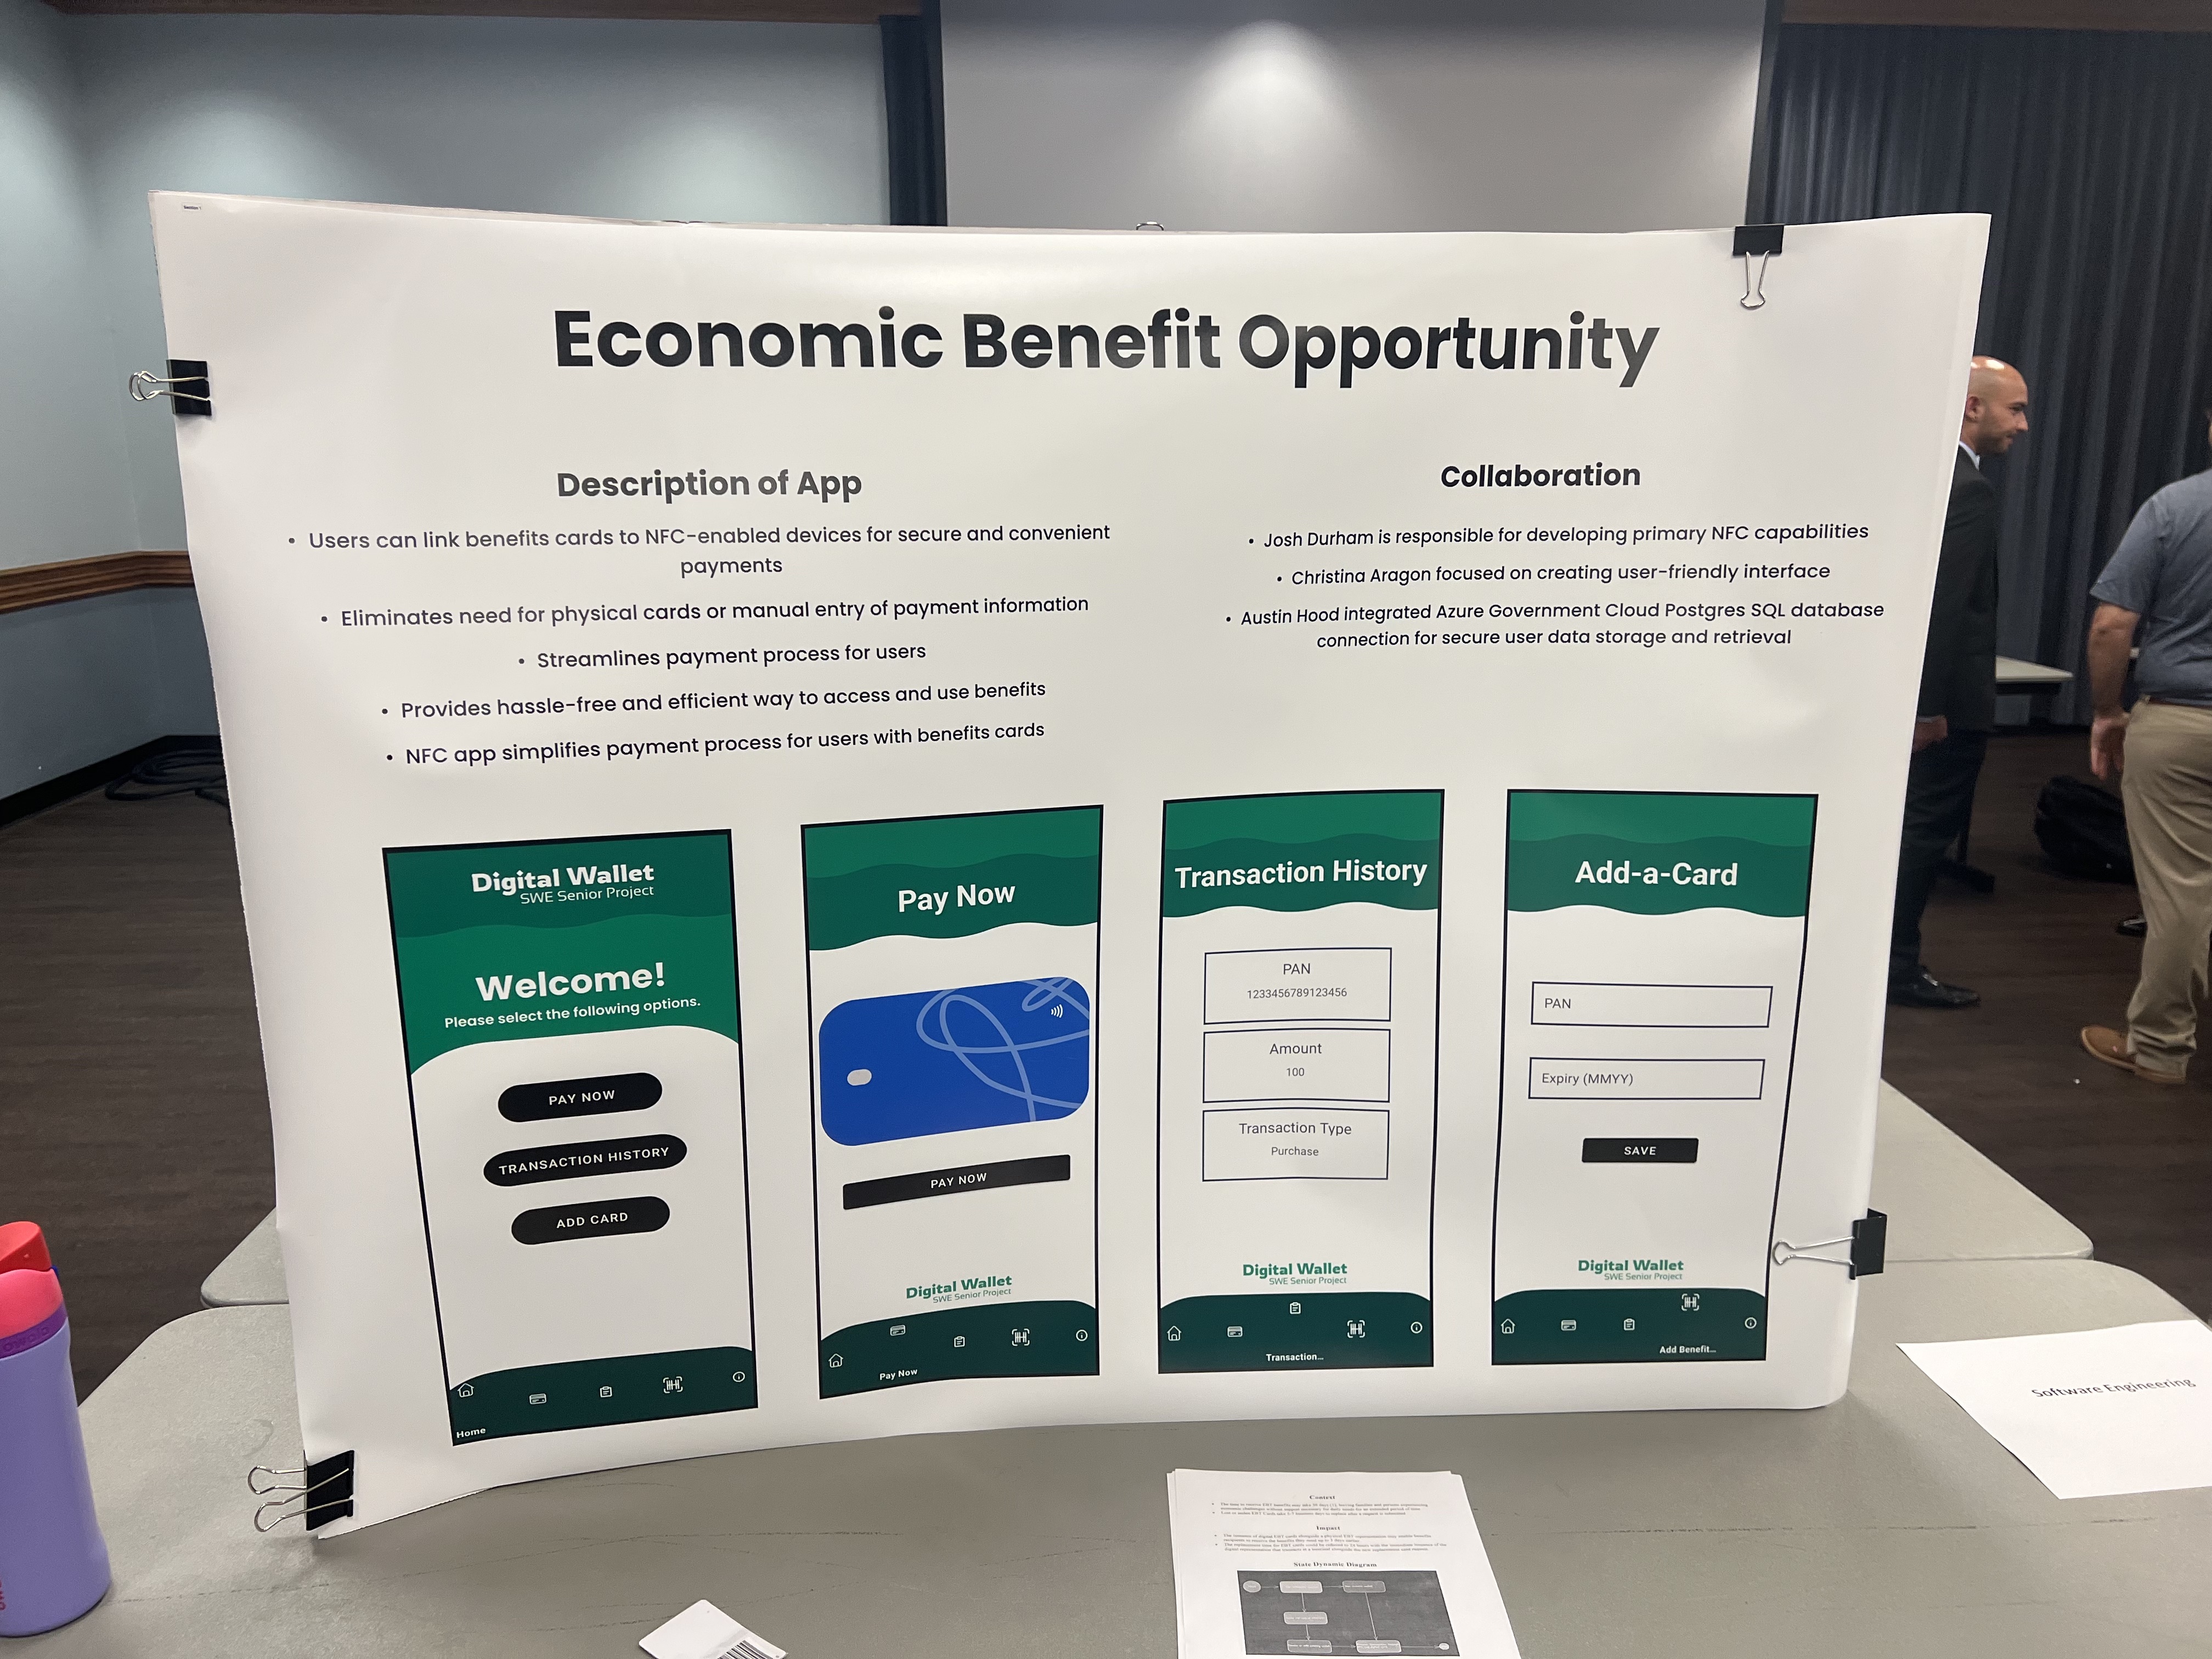 Economic Benefit Opportunity
Description of App
• Users can link benefits cards to NFC-enabled devices for secure and convenient
payments
• Eliminates need for physical cards or manual entry of payment information
• Streamlines payment process for users
• Provides hassle-free and efficient way to access and use benefits
• NFC app simplifies payment process for users with benefits cards
Collaboration
• Josh Durham is responsible for developing primary NFC capabilities
• Christina Aragon focused on creating user-friendly interface
• Austin Hood integrated Azure Government Cloud Postgres SQL database
connection for secure user data storage and retrieval
Digital Wallet
SWE Senior Project
Welcome!
Please select the following options.
PAY NOW
TRANSACTION HISTORY
ADD CARD
Home
Pay Now
PAY NOW
Digital Wallet
SWE Senior Project
Pay Now
Transaction History
PAN
1233456789123456
Amount
100
Transaction Type
Purchase
Digital Wallet
SWE Senior Project
Transaction...
Add-a-Card
PAN
Expiry (MMYY)
SAVE
Digital Wallet
SWE Senior Project
Add Benefit...
Software Engineering
Context
Impact
State Dynamic Diagram